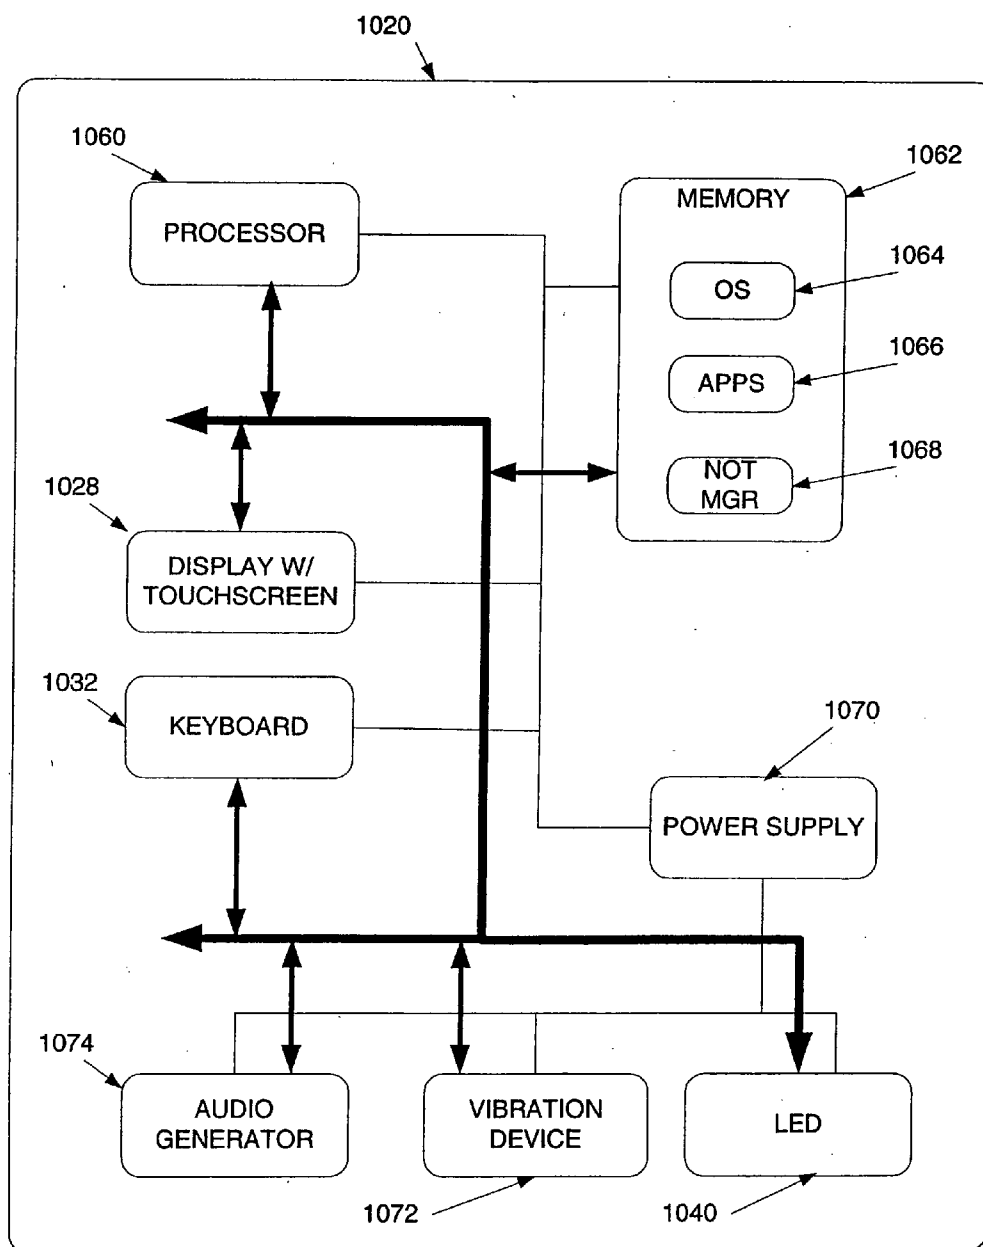 1020
1060
PROCESSOR
1062
MEMORY
1064
OS
1066
APPS
1068
NOT
MGR
1028
DISPLAY W/
TOUCHSCREEN
1032
KEYBOARD
1070
POWER SUPPLY
1074
AUDIO
GENERATOR
VIBRATION
DEVICE
1072
LED
1040